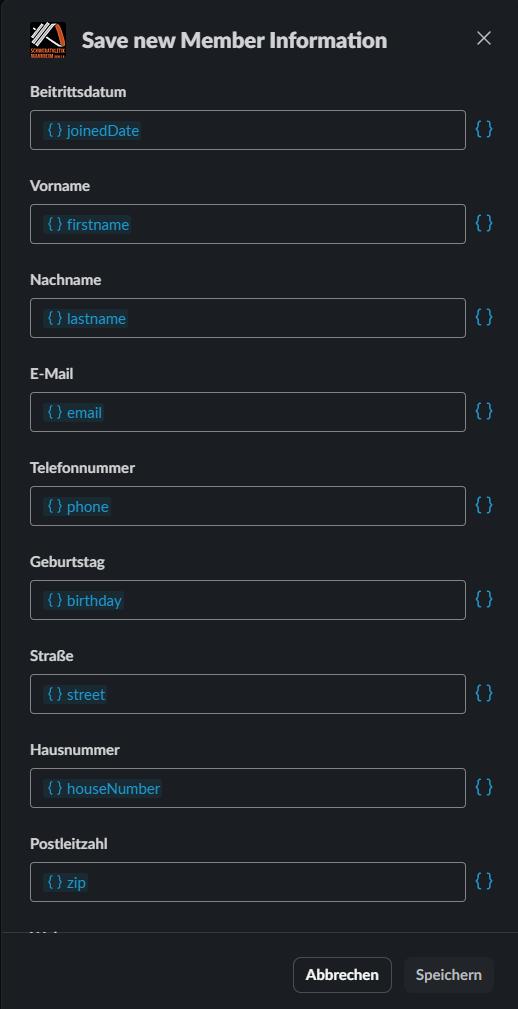 SCHWERATHLETIK
MANNHEIM
Save new Member Information
Beitrittsdatum
{} joinedDate {}
Vorname
{} firstname {}
Nachname
{} lastname {}
E-Mail
{} email {}
Telefonnummer
{} phone {}
Geburtstag
{} birthday {}
Straße
{} street {}
Hausnummer
{} houseNumber {}
Postleitzahl
{} zip {}
Abbrechen Speichern